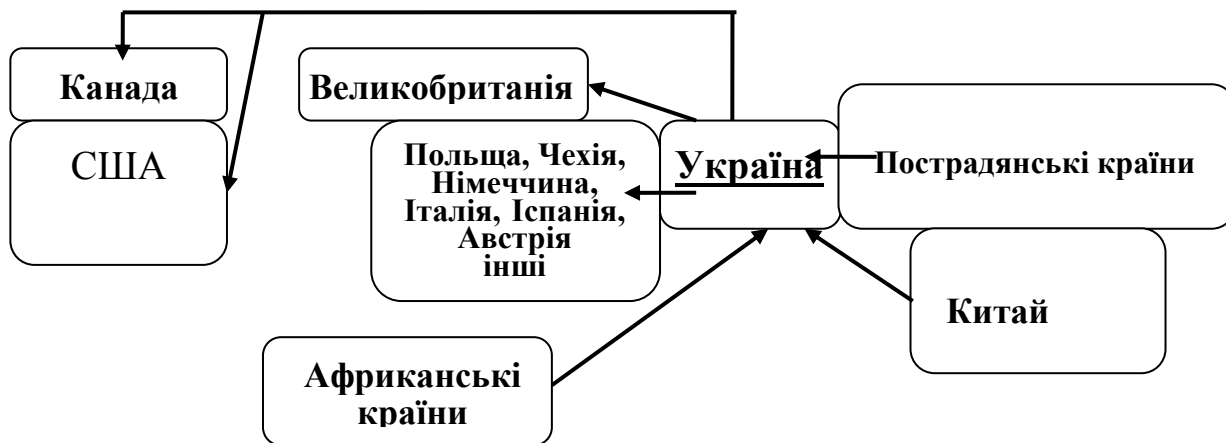 Канада
США
Великобританія
Польща, Чехія,
Німеччина,
Італія, Іспанія,
Австрія
інші
Україна
Пострадянські країни
Китай
Африканські
країни